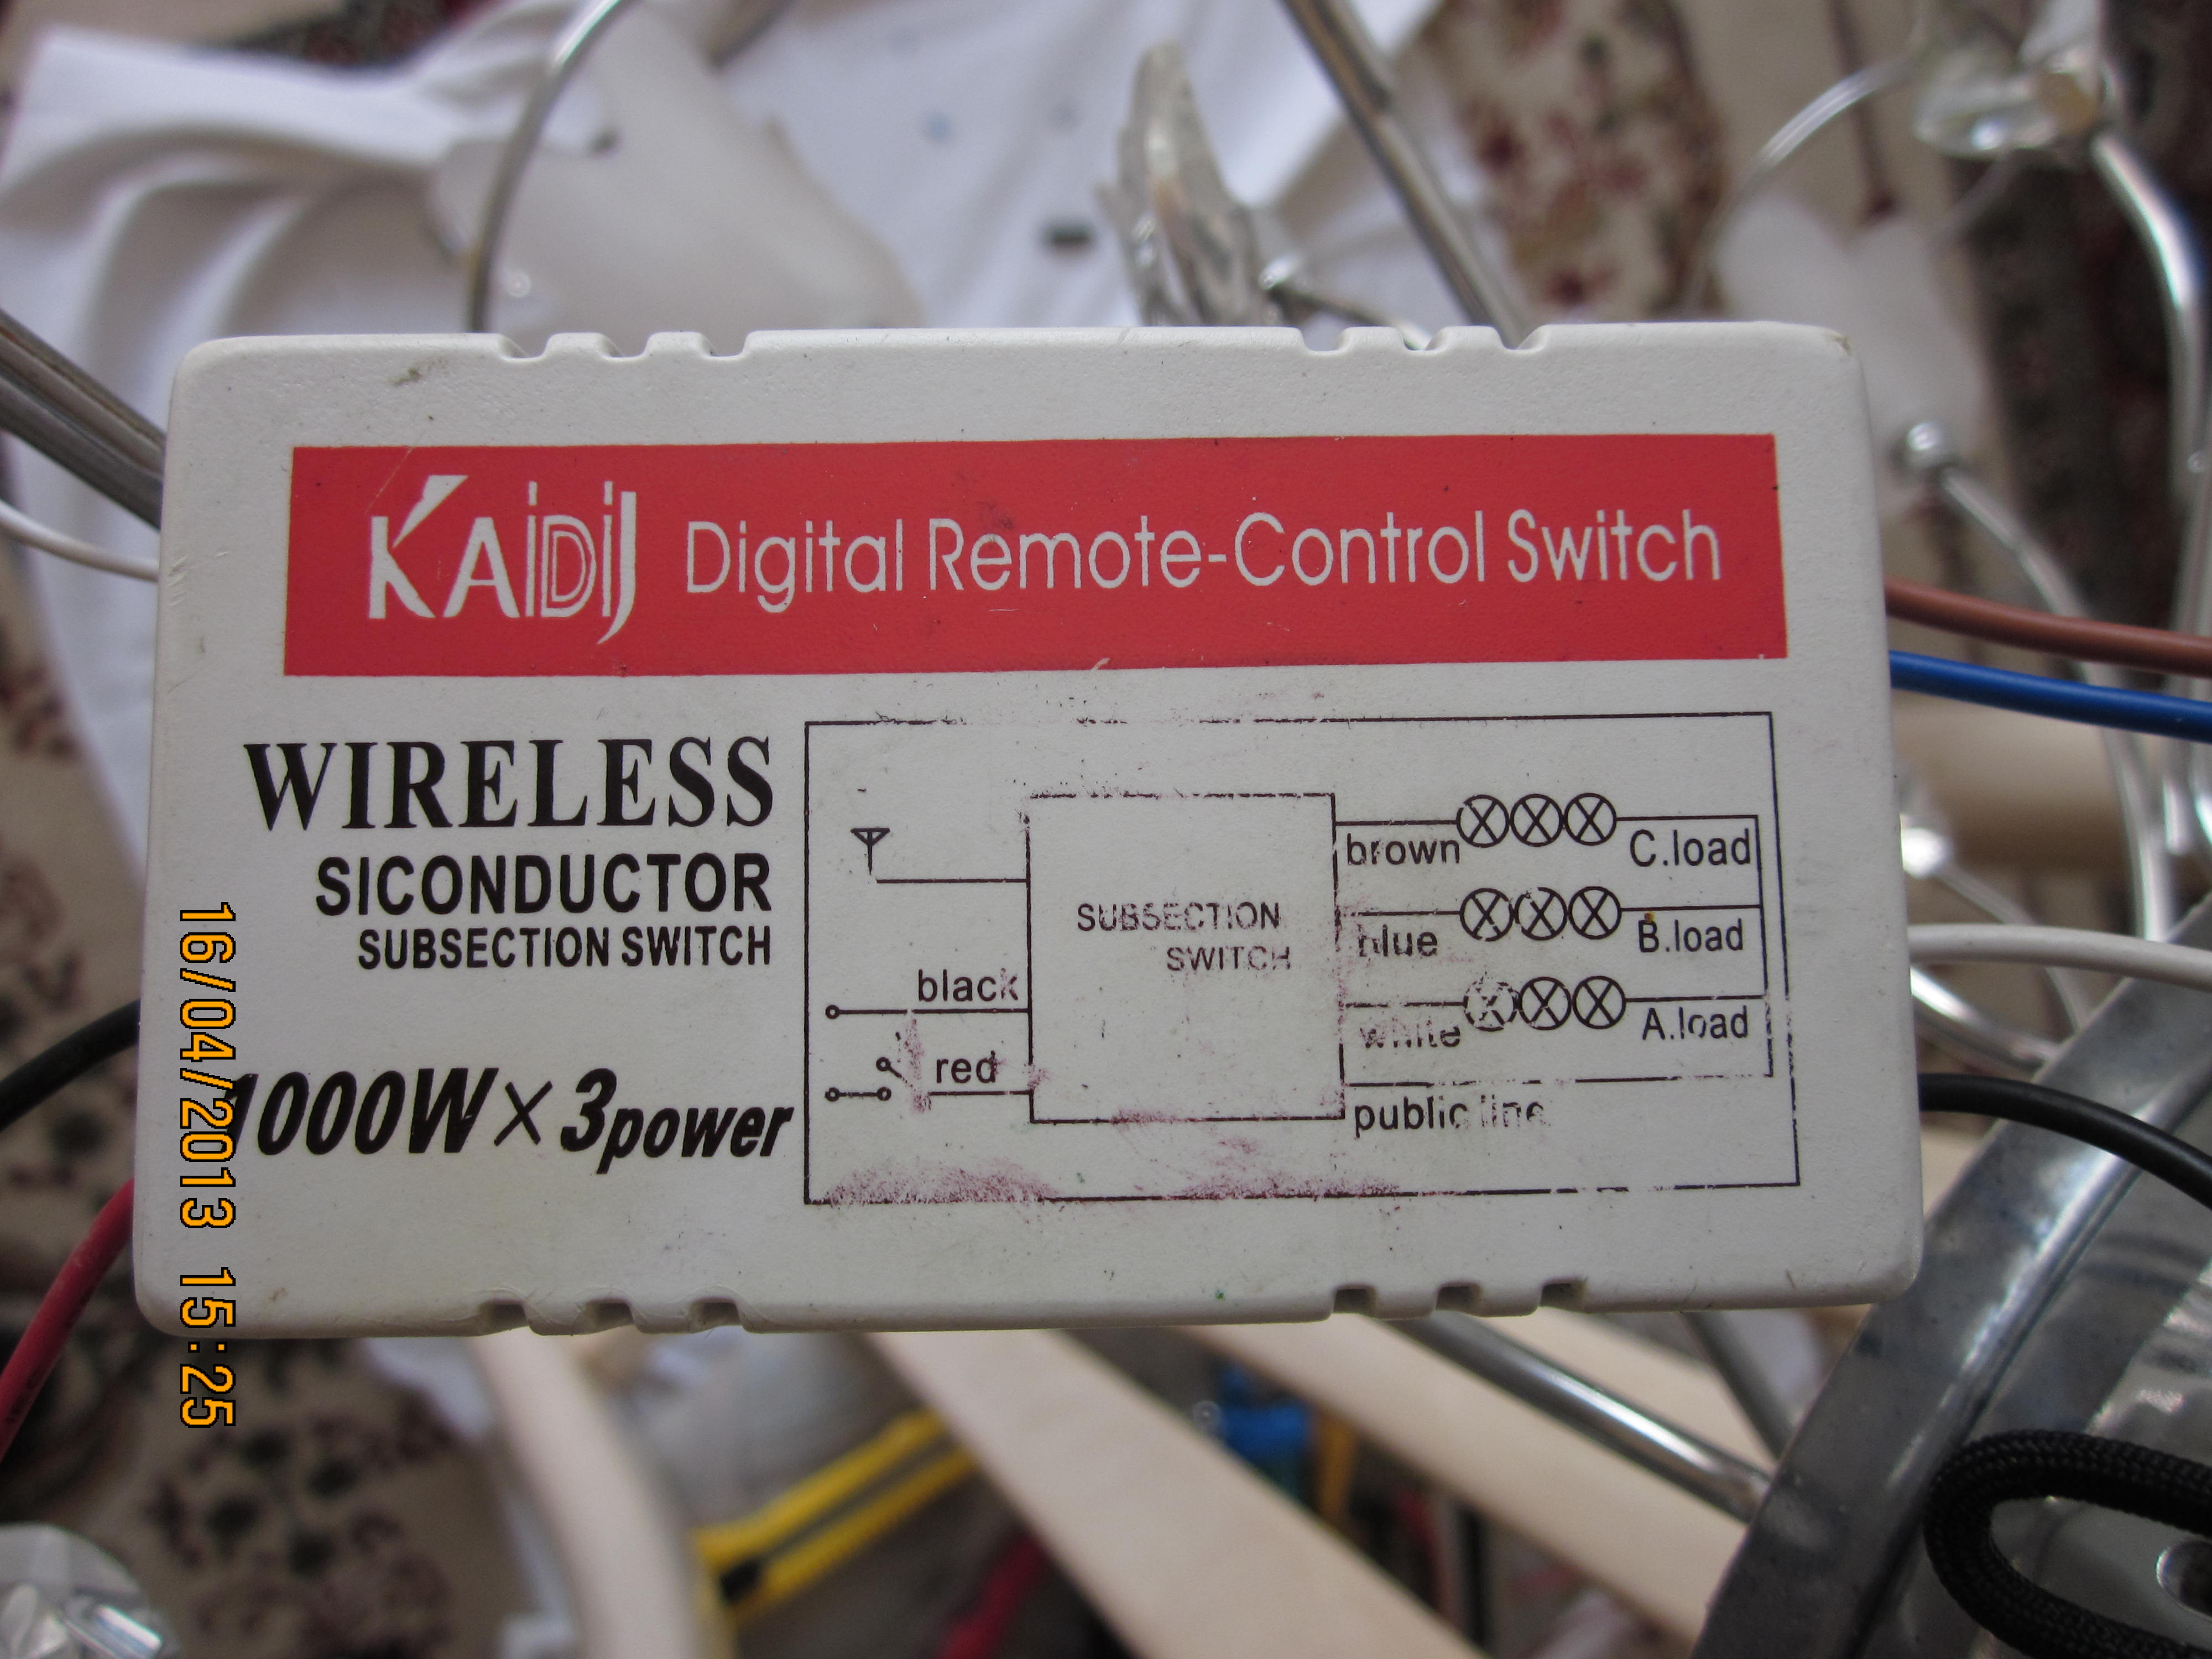 KAiDiJ Digital Remote-Control Switch
WIRELESS
SICONDUCTOR
SUBSECTION SWITCH
1000W×3power
SUBSECTION
SWITCH
black
red
brown
C.load
blue
B.load
white
A.load
public line
16/04/2013 15:25